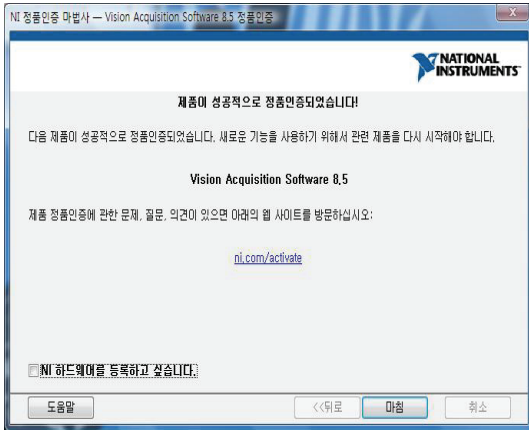 NI 정품인증 마법사 — Vision Acquisition Software 8.5 정품인증
NATIONAL
INSTRUMENTS™
제품이 성공적으로 정품인증되었습니다!
다음 제품이 성공적으로 정품인증되었습니다. 새로운 기능을 사용하기 위해서 관련 제품을 다시 시작해야 합니다.
Vision Acquisition Software 8.5
제품 정품인증에 관한 문제, 질문, 의견이 있으면 아래의 웹 사이트를 방문하십시오:
ni.com/activate
NI 하드웨어를 등록하고 싶습니다.
도움말
<<뒤로
마침
취소